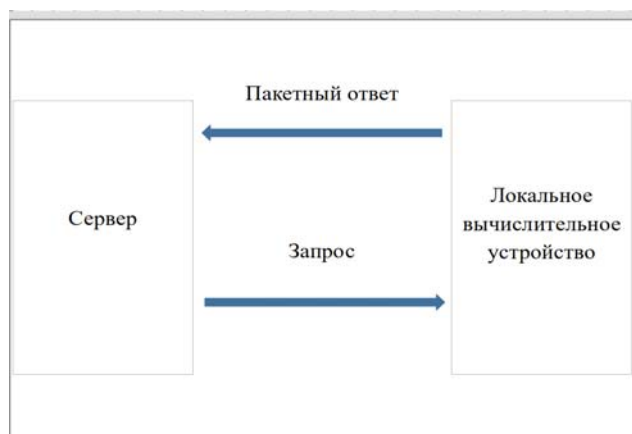 Пакетный ответ
Сервер
Локальное
вычислительное
устройство
Запрос